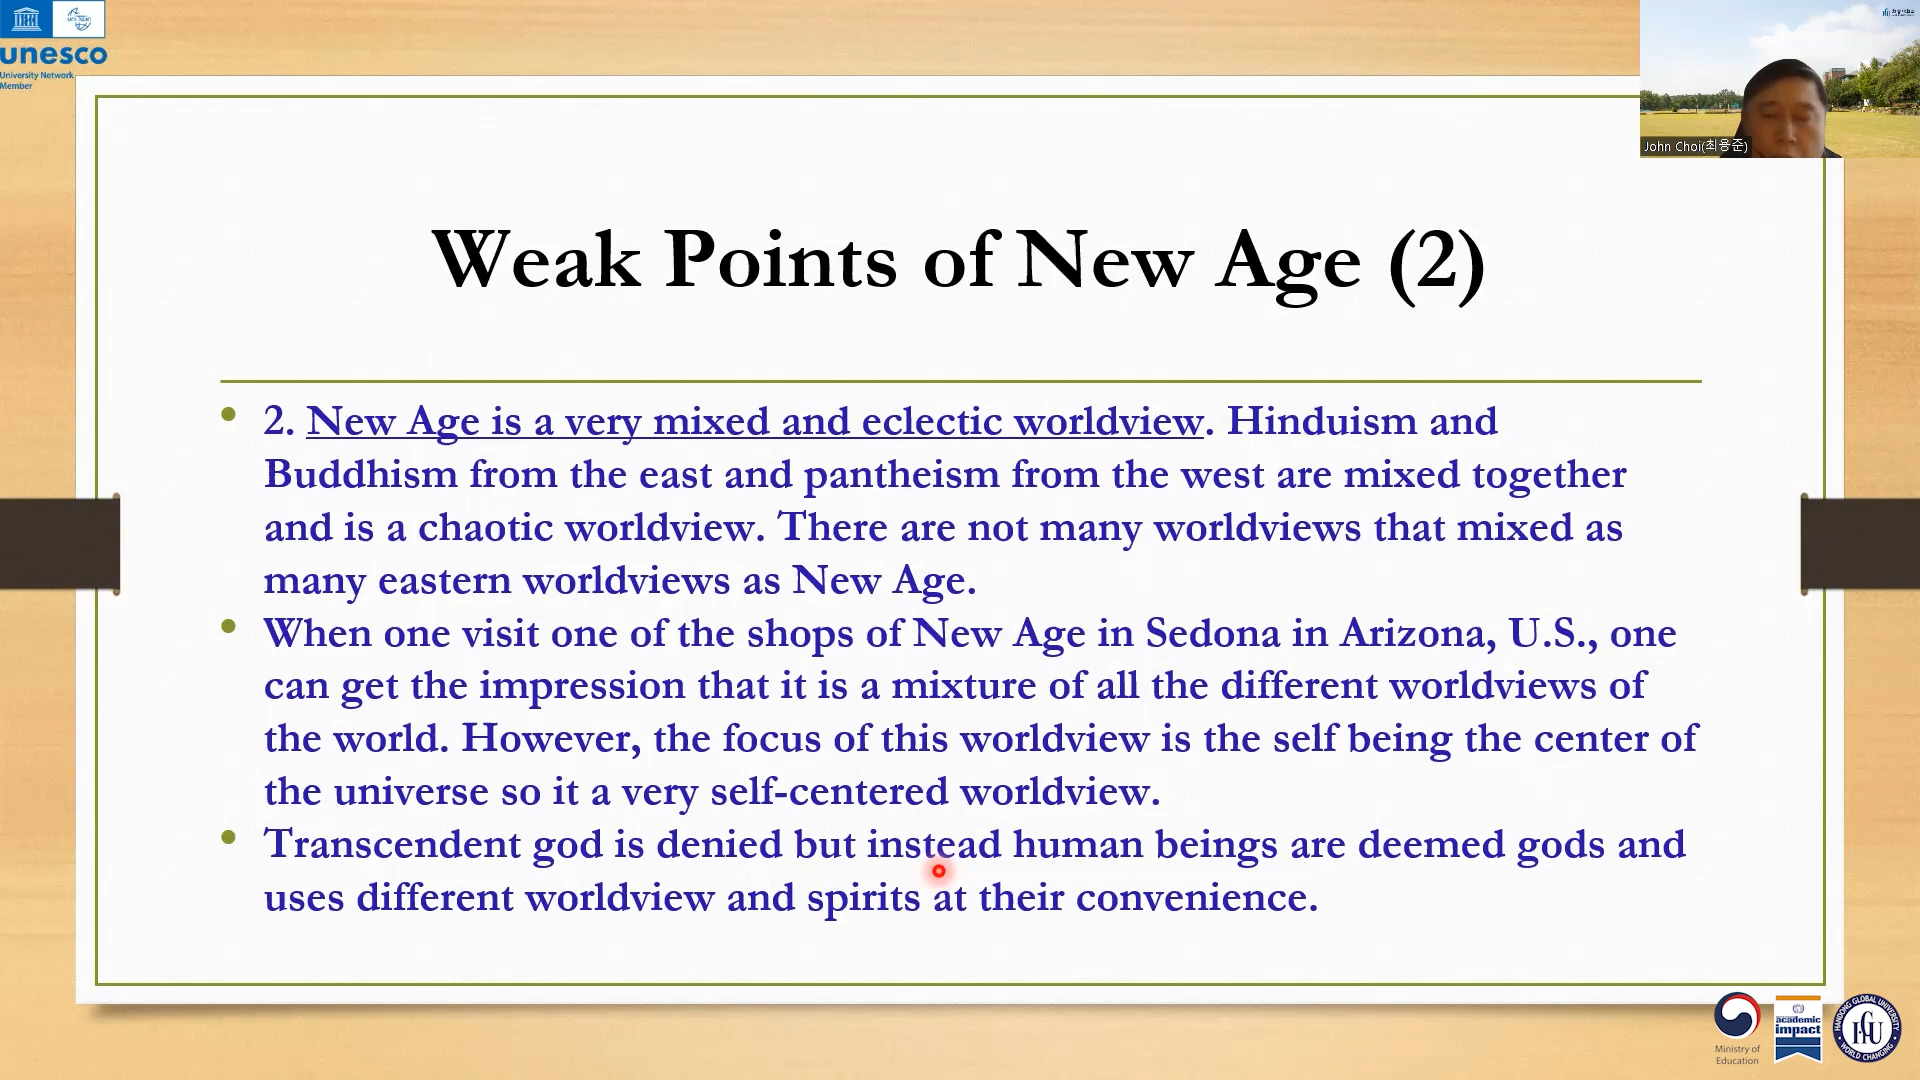 unesco
University Network
Member
John Choi(최용준)
Weak Points of New Age (2)
• 2. New Age is a very mixed and eclectic worldview. Hinduism and
Buddhism from the east and pantheism from the west are mixed together
and is a chaotic worldview. There are not many worldviews that mixed as
many eastern worldviews as New Age.
• When one visit one of the shops of New Age in Sedona in Arizona, U.S., one
can get the impression that it is a mixture of all the different worldviews of
the world. However, the focus of this worldview is the self being the center of
the universe so it a very self-centered worldview.
• Transcendent god is denied but instead human beings are deemed gods and
uses different worldview and spirits at their convenience.
Ministry of
Education
academic
impact
HANDONG GLOBAL UNIVERSITY
HGU
WORLD CHANGING